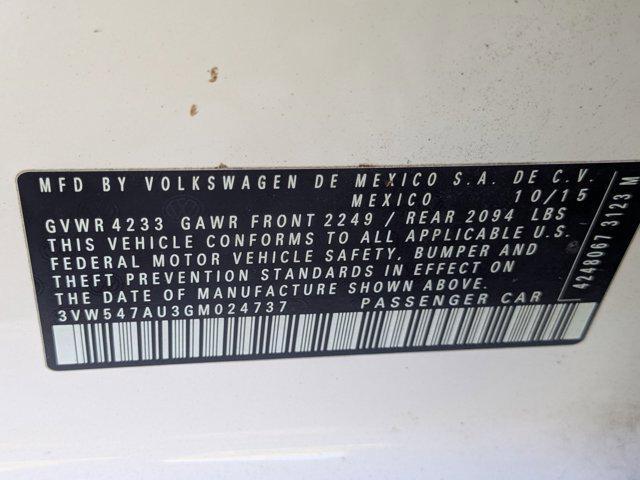 MFD BY VOLKSWAGEN DE MEXICO S.A. DE C.V.
MEXICO 10/15
GVWR 4233 GAWR FRONT 2249 / REAR 2094 LBS
THIS VEHICLE CONFORMS TO ALL APPLICABLE U.S.
FEDERAL MOTOR VEHICLE SAFETY, BUMPER AND
THEFT PREVENTION STANDARDS IN EFFECT ON
THE DATE OF MANUFACTURE SHOWN ABOVE.
3VW547AU3GM024737 PASSENGER CAR
4249067 3123 M